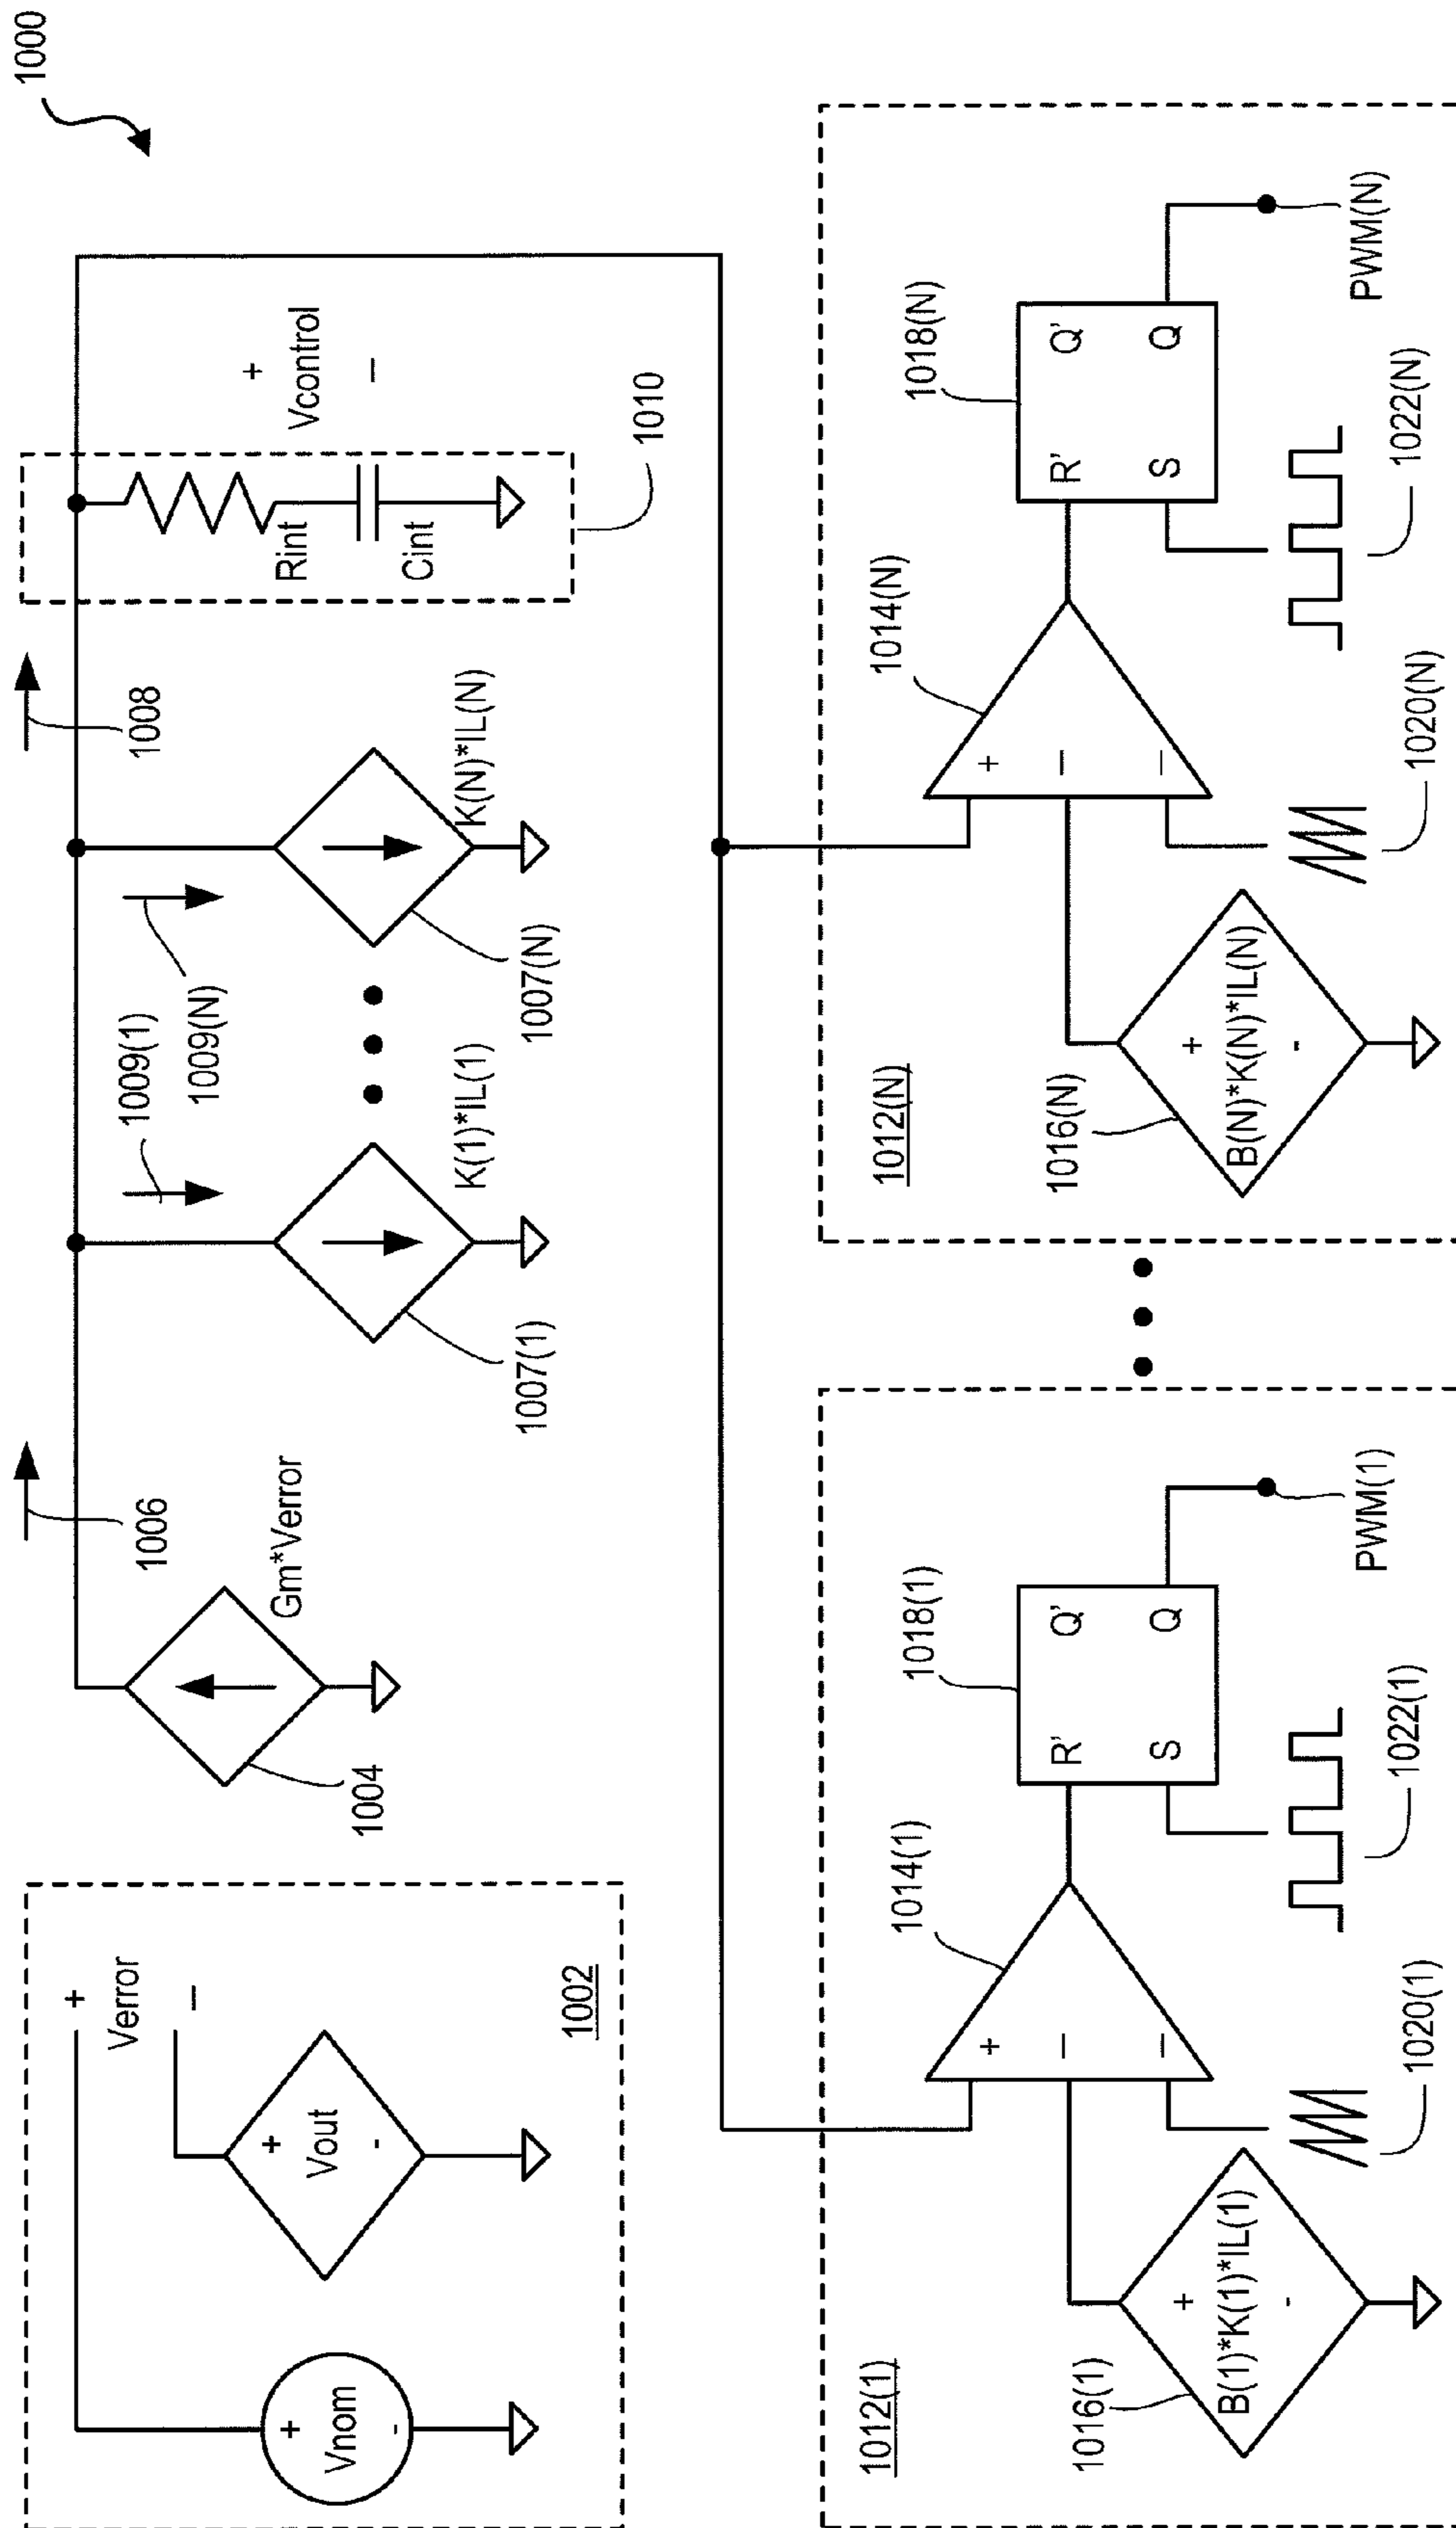 1000
Vnom
+
-
Vout
+
-
+
Verror
–
1002
1004
Gm*Verror
1006
1007(1)
K(1)*IL(1)
1009(1)
1009(N)
1007(N)
K(N)*IL(N)
1008
Rint
Cint
+
Vcontrol
–
1010
1012(1)
1016(1)
+
B(1)*K(1)*IL(1)
-
1014(1)
+
–
–
1020(1)
1018(1)
R' Q'
S Q
1022(1)
PWM(1)
1012(N)
1016(N)
+
B(N)*K(N)*IL(N)
-
1014(N)
+
–
–
1020(N)
1018(N)
R' Q'
S Q
1022(N)
PWM(N)